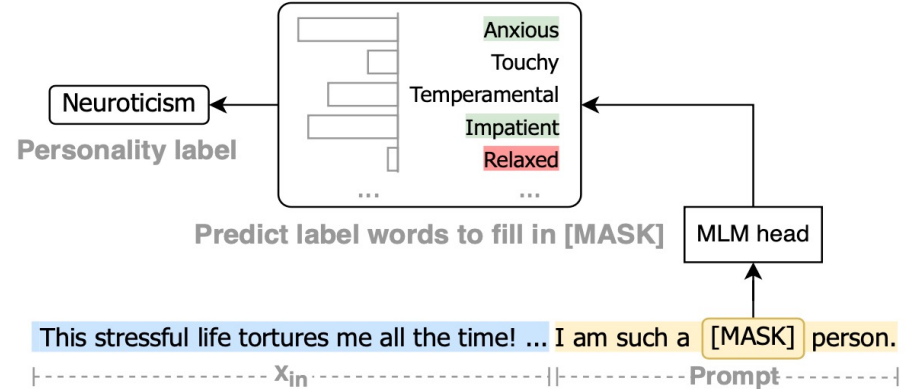 Anxious
Touchy
Temperamental
Impatient
Relaxed
... ...
Neuroticism
Personality label
Predict label words to fill in [MASK]
MLM head
This stressful life tortures me all the time! ... I am such a [MASK] person.
Xin Prompt